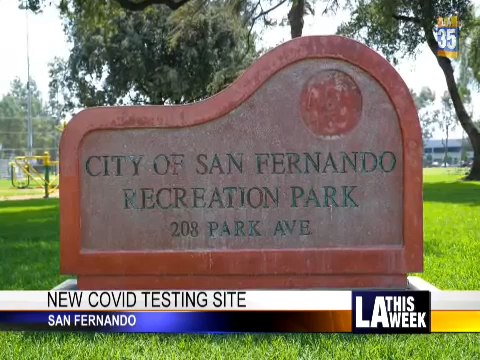 35
CITY OF SAN FERNANDO
RECREATION PARK
208 PARK AVE
NEW COVID TESTING SITE
SAN FERNANDO
LA THIS WEEK